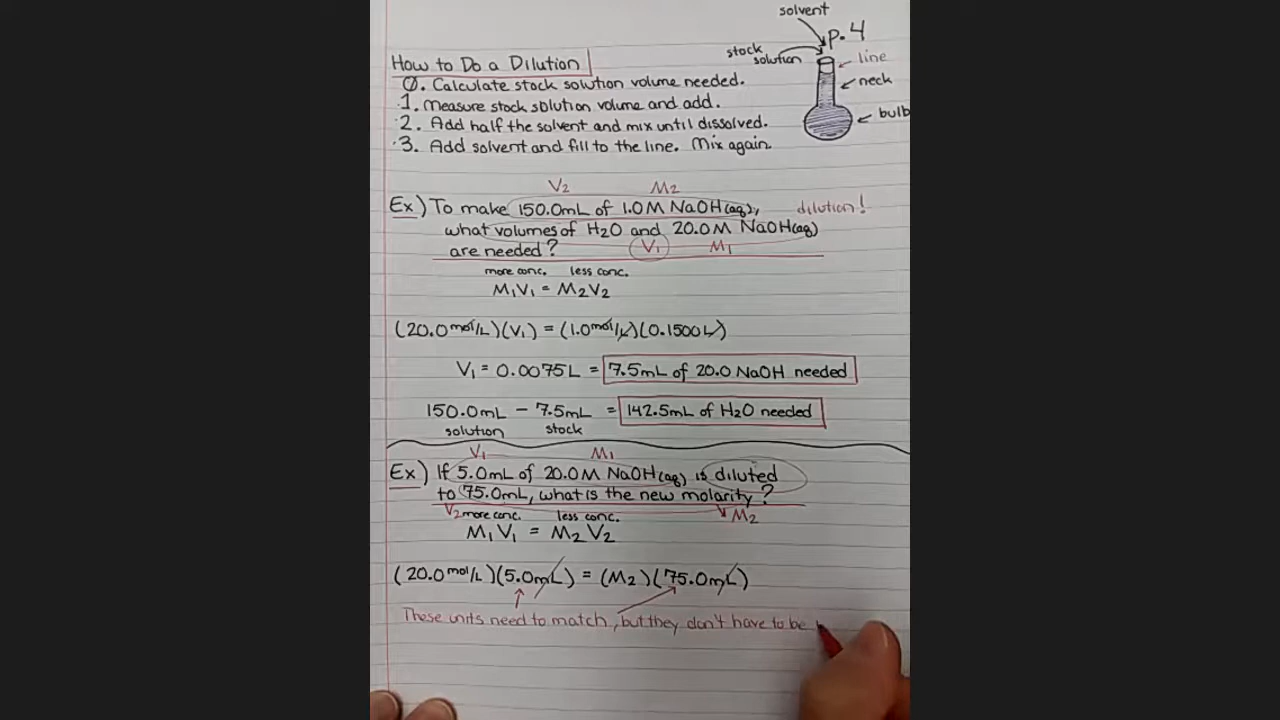 solvent
p.4
stock
solution
line
neck
bulb
How to Do a Dilution
0. Calculate stock solution volume needed.
1. Measure stock solution volume and add.
2. Add half the solvent and mix until dissolved.
3. Add solvent and fill to the line. Mix again.
V₂ M₂
Ex.) To make 150.0mL of 1.0M NaOH(aq), dilution!
what volumes of H₂O and 20.0M NaOH(aq)
are needed? V₁ M₁
more conc. less conc.
M₁V₁ = M₂V₂
(20.0 mol/L)(V₁) = (1.0 mol/L)(0.1500L)
V₁ = 0.0075L = 7.5mL of 20.0 NaOH needed
150.0mL - 7.5mL = 142.5mL of H₂O needed
solution stock
V₁ M₁
Ex.) If 5.0mL of 20.0M NaOH(aq) is diluted
to 75.0mL, what is the new molarity?
V₂ more conc. less conc. M₂
M₁V₁ = M₂V₂
(20.0 mol/L)(5.0mL) = (M₂)(75.0mL)
These units need to match, but they don't have to be